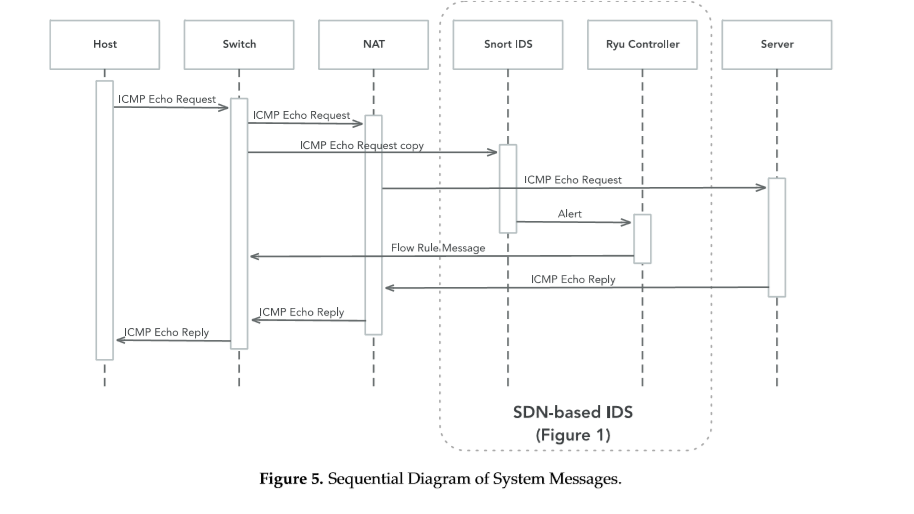 Host
Switch
NAT
Snort IDS
Ryu Controller
Server
ICMP Echo Request
ICMP Echo Request
ICMP Echo Request copy
ICMP Echo Request
Alert
Flow Rule Message
ICMP Echo Reply
ICMP Echo Reply
ICMP Echo Reply
SDN-based IDS
(Figure 1)
Figure 5. Sequential Diagram of System Messages.